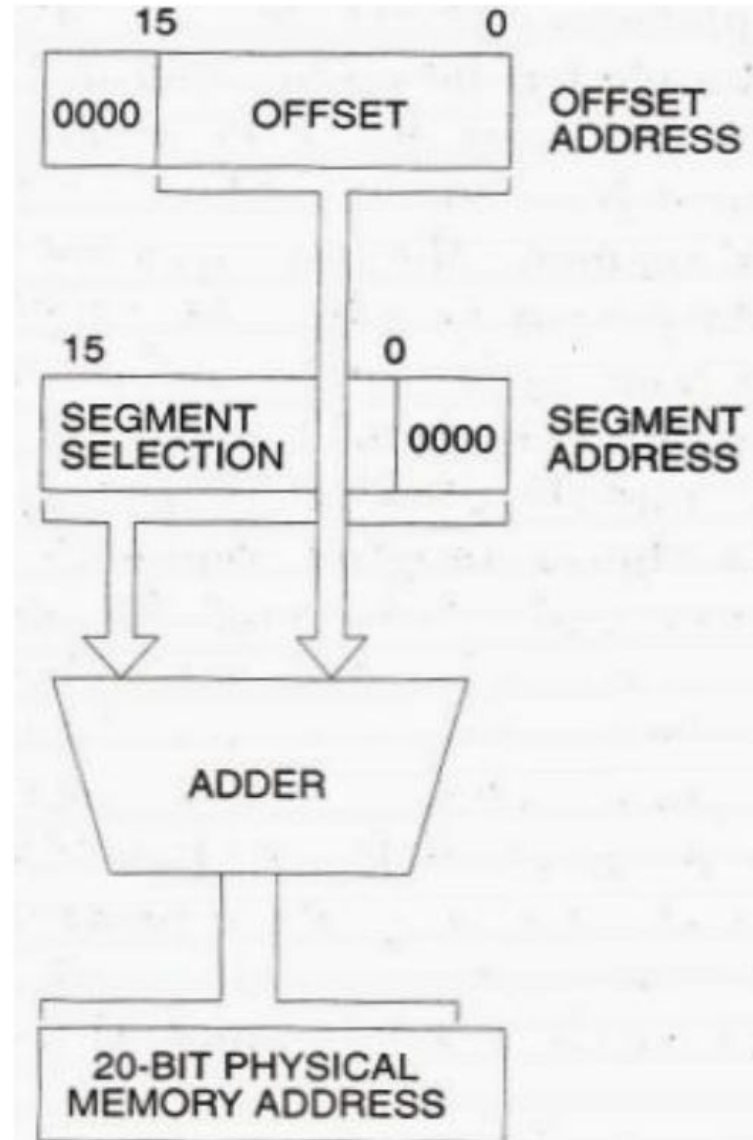 15 0
0000 OFFSET OFFSET
ADDRESS
15 0
SEGMENT
SELECTION 0000 SEGMENT
ADDRESS
ADDER
20-BIT PHYSICAL
MEMORY ADDRESS